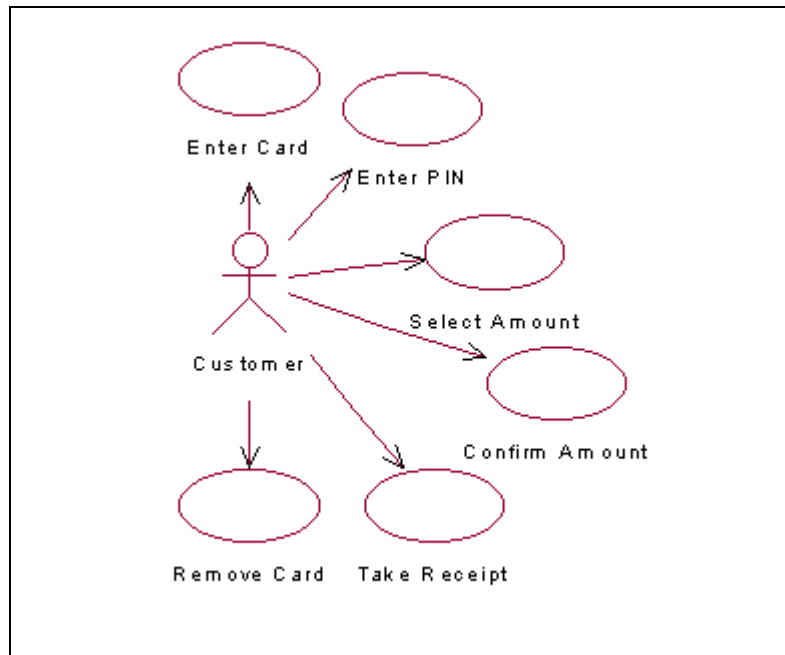 Enter Card
Enter PIN
Select Amount
Customer
Confirm Amount
Remove Card
Take Receipt